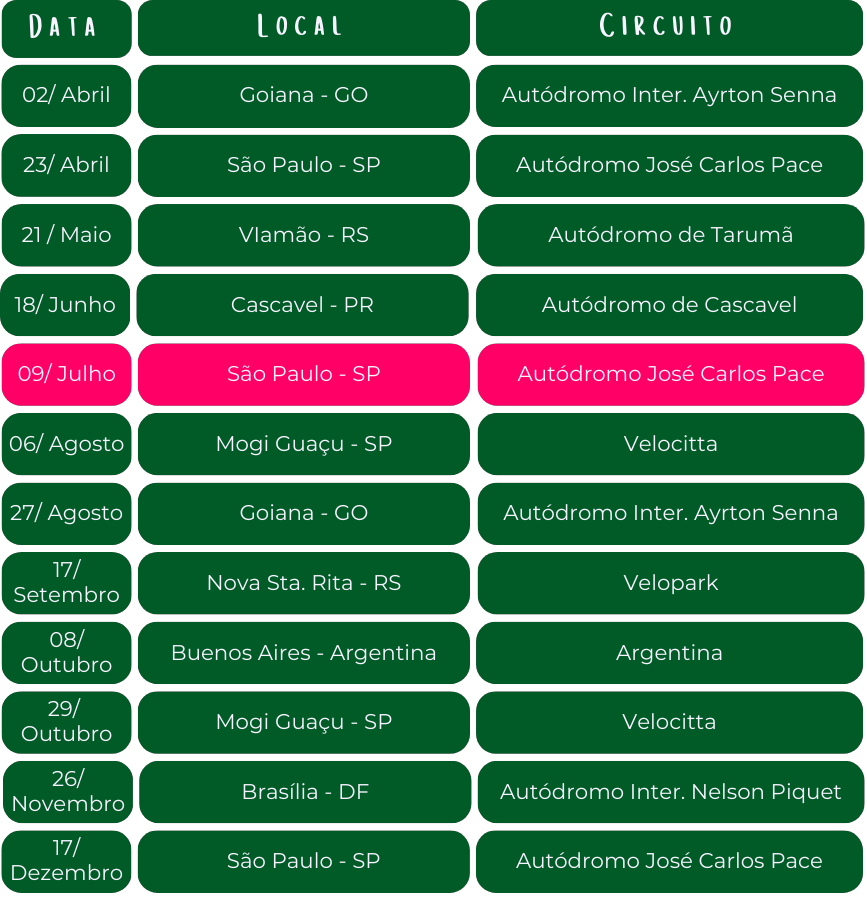 Data Local Circuito
02/ Abril Goiana - GO Autódromo Inter. Ayrton Senna
23/ Abril São Paulo - SP Autódromo José Carlos Pace
21 / Maio VIamão - RS Autódromo de Tarumã
18/ Junho Cascavel - PR Autódromo de Cascavel
09/ Julho São Paulo - SP Autódromo José Carlos Pace
06/ Agosto Mogi Guaçu - SP Velocitta
27/ Agosto Goiana - GO Autódromo Inter. Ayrton Senna
17/
Setembro Nova Sta. Rita - RS Velopark
08/
Outubro Buenos Aires - Argentina Argentina
29/
Outubro Mogi Guaçu - SP Velocitta
26/
Novembro Brasília - DF Autódromo Inter. Nelson Piquet
17/
Dezembro São Paulo - SP Autódromo José Carlos Pace